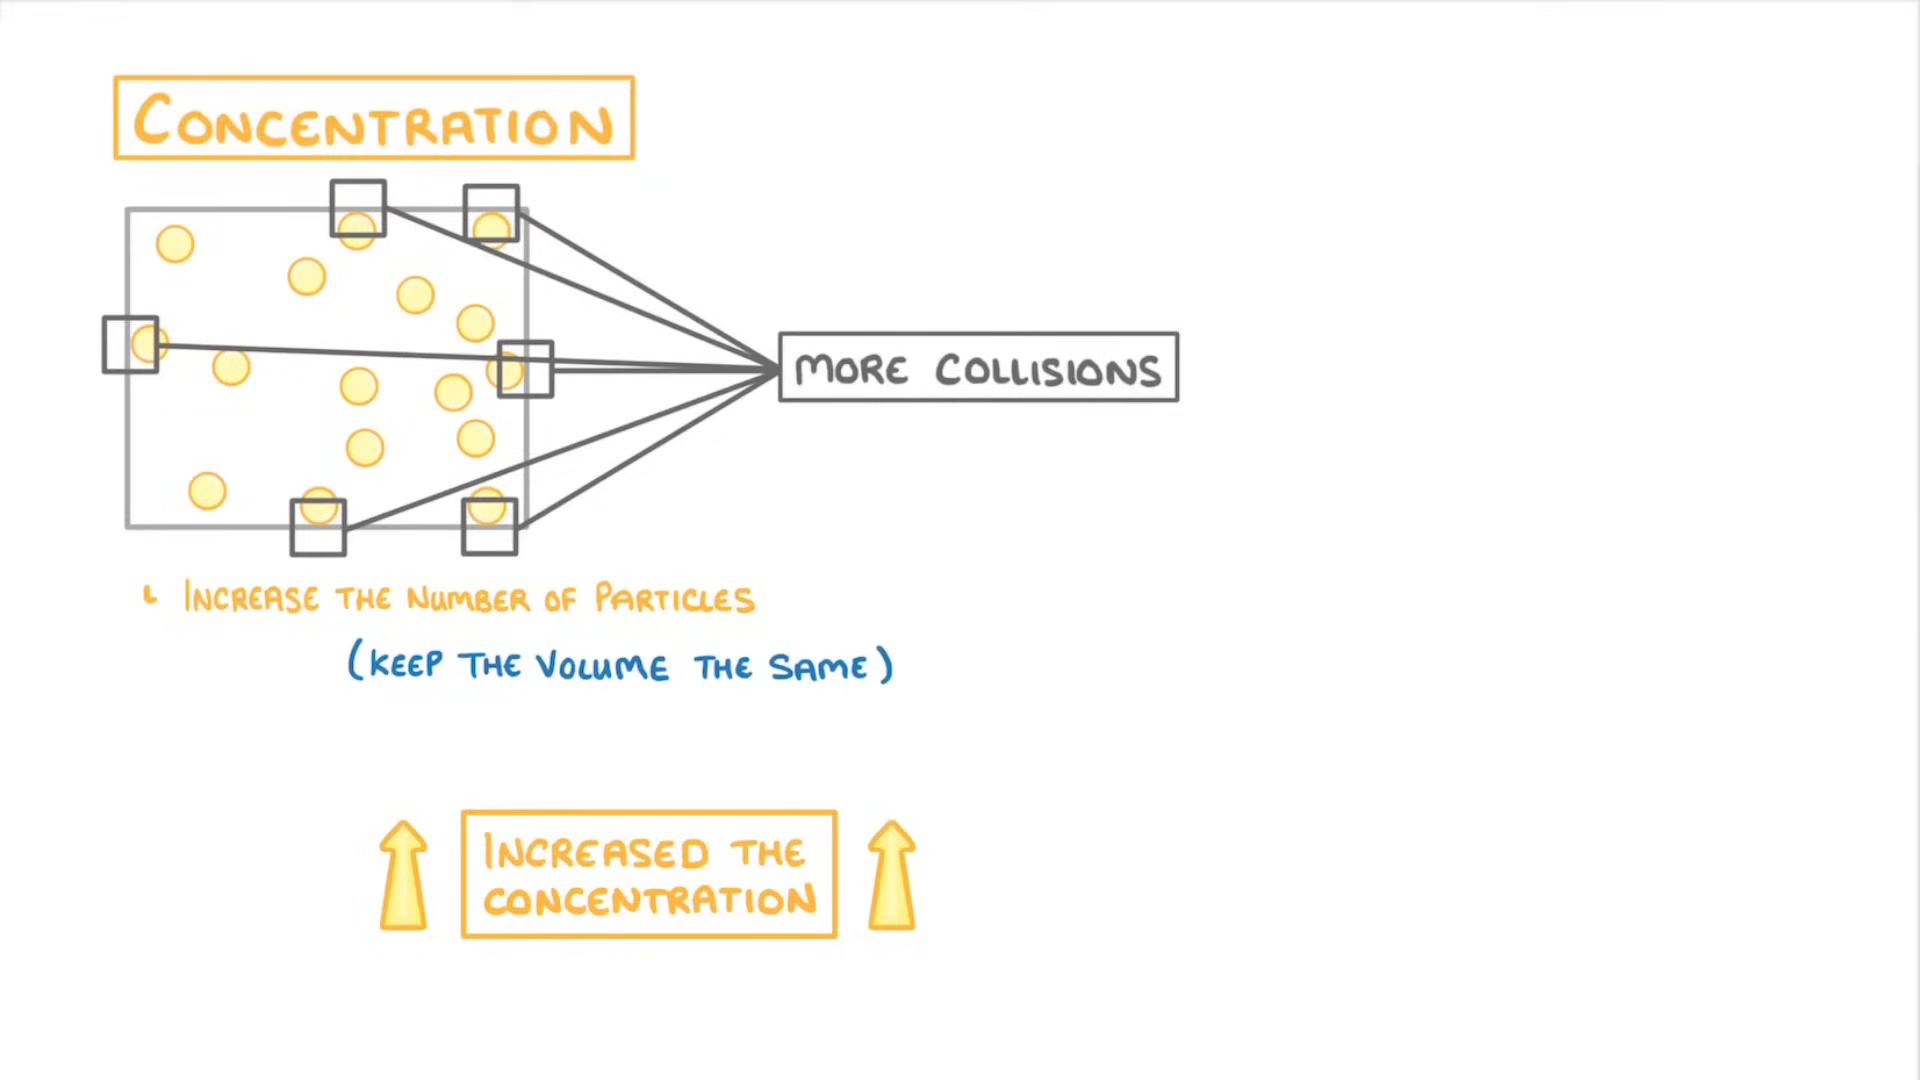 CONCENTRATION
MORE COLLISIONS
INCREASE THE NUMBER OF PARTICLES
(KEEP THE VOLUME THE SAME)
INCREASED THE
CONCENTRATION